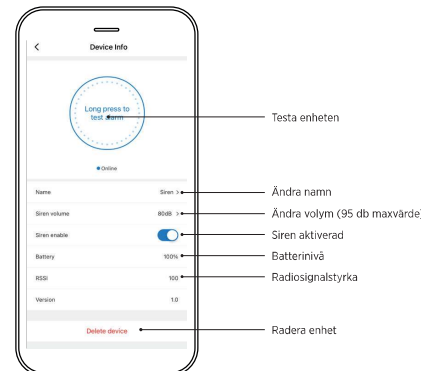 Device Info
Long press to
test alarm
Testa enheten
Online
Name Siren > Ändra namn
Siren volume 80dB > Ändra volym (95 db maxvärde)
Siren enable Siren aktiverad
Battery 100% Batterinivå
RSSI 100 Radiosignalstyrka
Version 1.0
Delete device Radera enhet